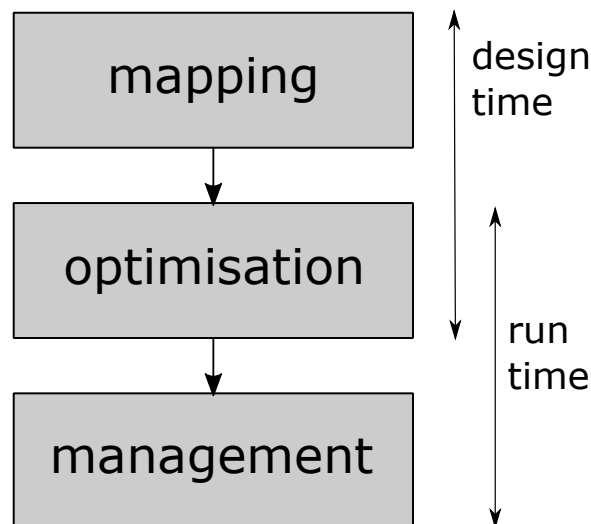 mapping
design
time
optimisation
run
time
management